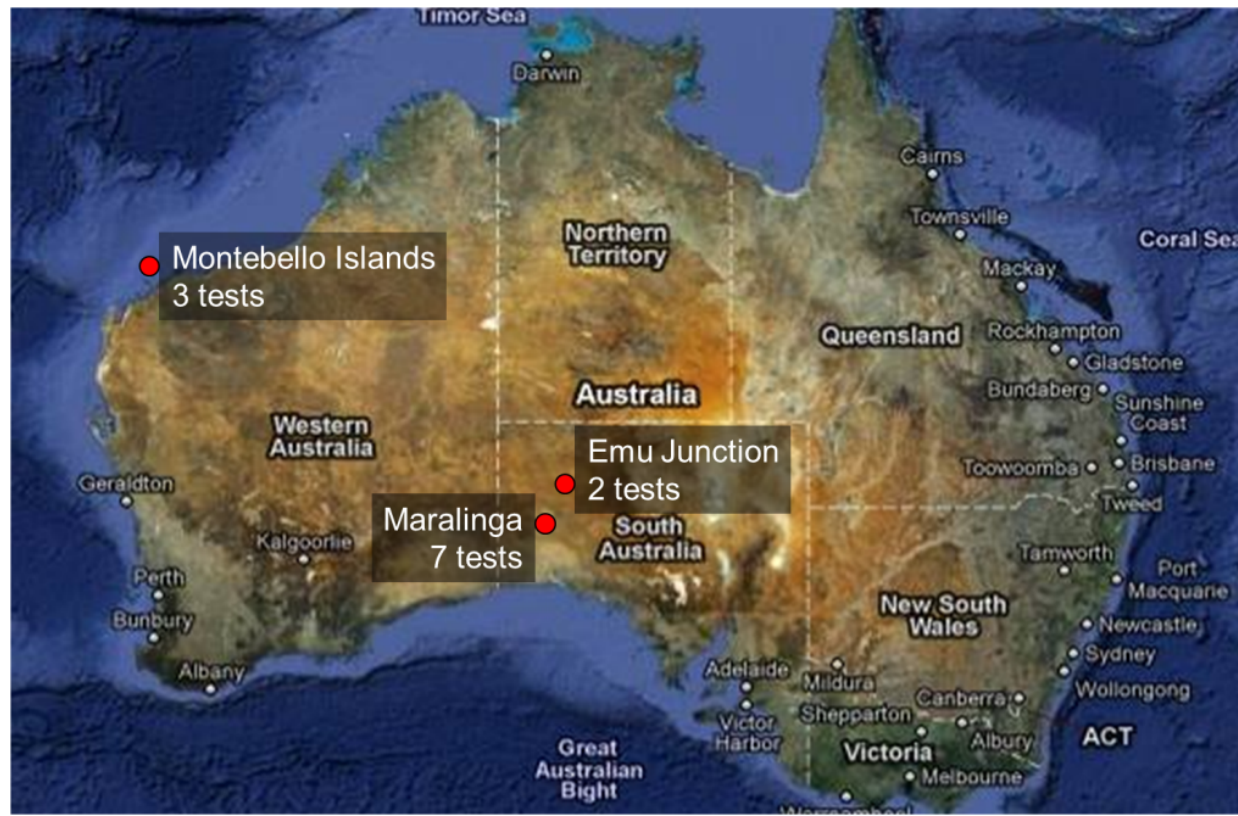 Timor Sea
Darwin
Cairns
Townsville
Coral Sea
Montebello Islands
3 tests
Northern
Territory
Mackay
Queensland
Rockhampton
Gladstone
Australia
Bundaberg
Sunshine
Coast
Western
Australia
Emu Junction
2 tests
Toowoomba
Brisbane
Geraldton
Tweed
Maralinga
7 tests
South
Australia
Kalgoorlie
Tamworth
Port
Macquarie
Perth
Bunbury
New South
Wales
Newcastle
Sydney
Albany
Adelaide
Mildura
Canberra
Wollongong
Shepparton
Victor
Harbor
Albury
ACT
Great
Australian
Bight
Victoria
Melbourne